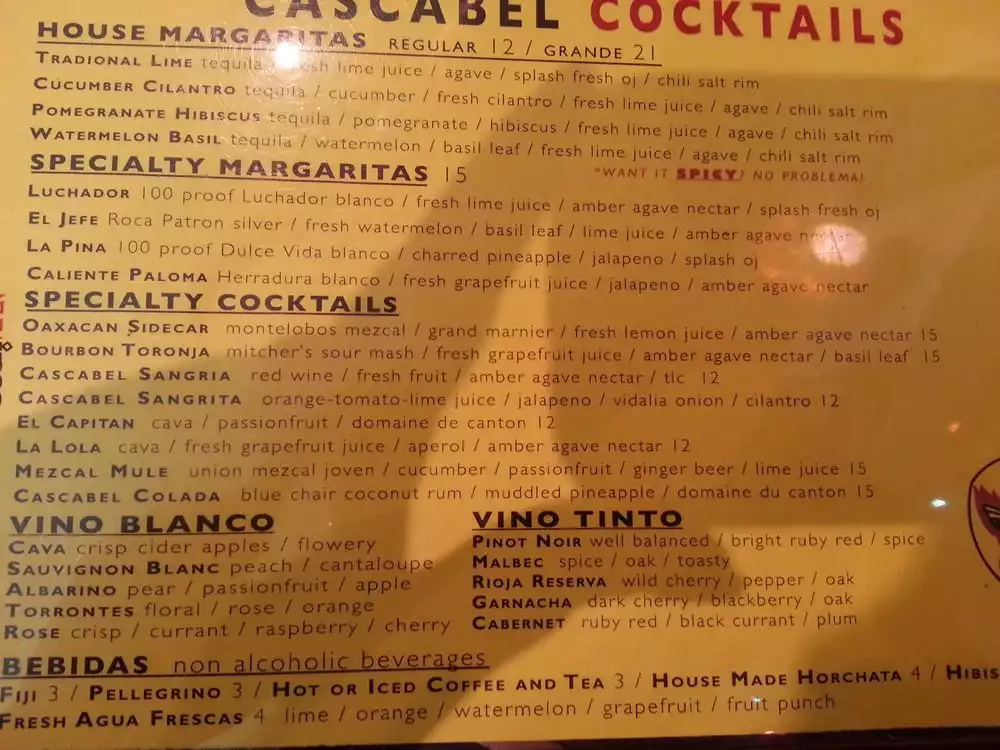 CASCABEL COCKTAILS
HOUSE MARGARITAS REGULAR 12 / GRANDE 21
TRADIONAL LIME tequila / fresh lime juice / agave / splash fresh oj / chili salt rim
CUCUMBER CILANTRO tequila / cucumber / fresh cilantro / fresh lime juice / agave / chili salt rim
POMEGRANATE HIBISCUS tequila / pomegranate / hibiscus / fresh lime juice / agave / chili salt rim
WATERMELON BASIL tequila / watermelon / basil leaf / fresh lime juice / agave / chili salt rim
SPECIALTY MARGARITAS 15 *WANT IT SPICY? NO PROBLEMA!
LUCHADOR 100 proof Luchador blanco / fresh lime juice / amber agave nectar / splash fresh oj
EL JEFE Roca Patron silver / fresh watermelon / basil leaf / lime juice / amber agave nectar
LA PINA 100 proof Dulce Vida blanco / charred pineapple / jalapeno / splash oj
CALIENTE PALOMA Herradura blanco / fresh grapefruit juice / jalapeno / amber agave nectar
SPECIALTY COCKTAILS
OAXACAN SIDECAR montelobos mezcal / grand marnier / fresh lemon juice / amber agave nectar 15
BOURBON TORONJA mitcher's sour mash / fresh grapefruit juice / amber agave nectar / basil leaf 15
CASCABEL SANGRIA red wine / fresh fruit / amber agave nectar / tlc 12
CASCABEL SANGRITA orange-tomato-lime juice / jalapeno / vidalia onion / cilantro 12
EL CAPITAN cava / passionfruit / domaine de canton 12
LA LOLA cava / fresh grapefruit juice / aperol / amber agave nectar 12
MEZCAL MULE union mezcal joven / cucumber / passionfruit / ginger beer / lime juice 15
CASCABEL COLADA blue chair coconut rum / muddled pineapple / domaine du canton 15
VINO BLANCO
CAVA crisp cider apples / flowery
SAUVIGNON BLANC peach / cantaloupe
ALBARINO pear / passionfruit / apple
TORRONTES floral / rose / orange
ROSE crisp / currant / raspberry / cherry
VINO TINTO
PINOT NOIR well balanced / bright ruby red / spice
MALBEC spice / oak / toasty
RIOJA RESERVA wild cherry / pepper / oak
GARNACHA dark cherry / blackberry / oak
CABERNET ruby red / black currant / plum
BEBIDAS non alcoholic beverages
FIJI 3 / PELLEGRINO 3 / HOT OR ICED COFFEE AND TEA 3 / HOUSE MADE HORCHATA 4 / HIBIS
FRESH AGUA FRESCAS 4 lime / orange / watermelon / grapefruit / fruit punch